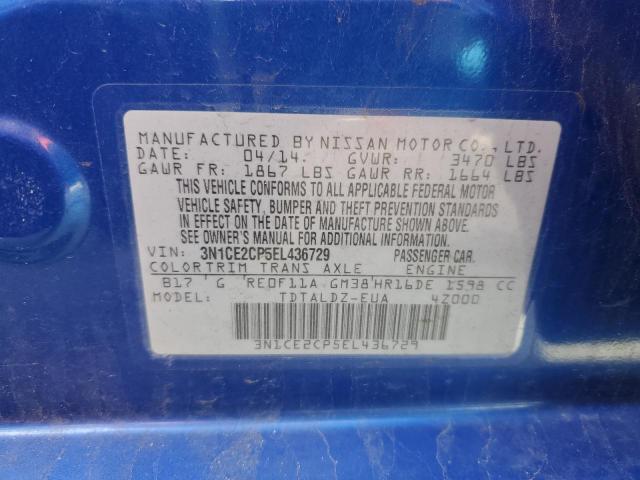 MANUFACTURED BY NISSAN MOTOR CO., LTD.
DATE: 04/14. GVWR: 3470 LBS
GAWR FR: 1867 LBS GAWR RR: 1664 LBS
THIS VEHICLE CONFORMS TO ALL APPLICABLE FEDERAL MOTOR
VEHICLE SAFETY, BUMPER AND THEFT PREVENTION STANDARDS
IN EFFECT ON THE DATE OF MANUFACTURE SHOWN ABOVE.
SEE OWNER'S MANUAL FOR ADDITIONAL INFORMATION.
VIN: 3N1CE2CP5EL436729 PASSENGER CAR.
COLORTRIM TRANS AXLE ENGINE
B17 G RE0F11A GM38 HR16DE 1598 CC
MODEL: TDTALDZ-EUA 4Z000
3N1CE2CP5EL436729